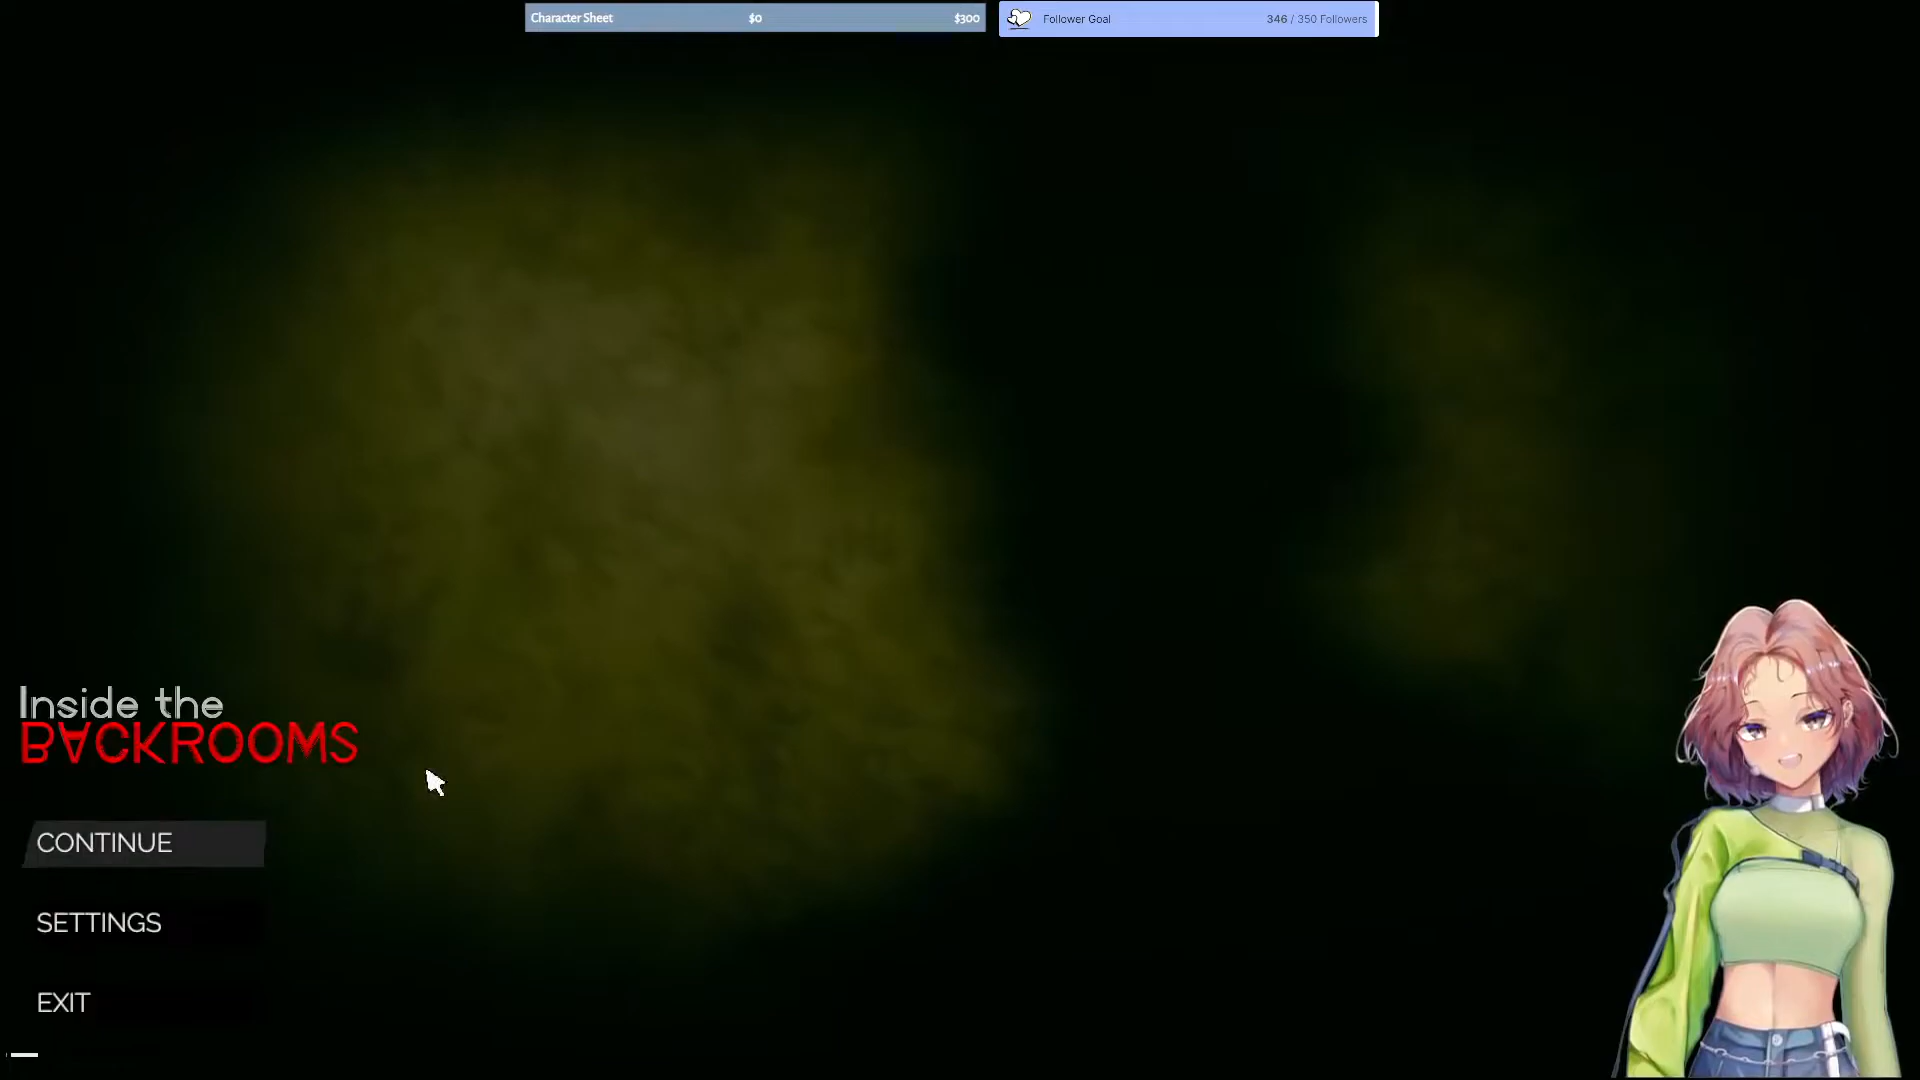 Character Sheet $0 $300
Follower Goal 346 / 350 Followers
Inside the
BACKROOMS
CONTINUE
SETTINGS
EXIT